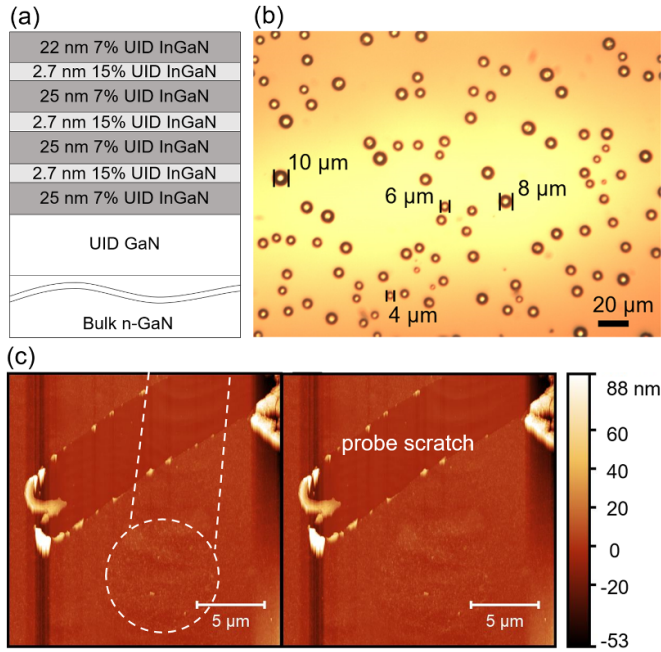 (a)
22 nm 7% UID InGaN
2.7 nm 15% UID InGaN
25 nm 7% UID InGaN
2.7 nm 15% UID InGaN
25 nm 7% UID InGaN
2.7 nm 15% UID InGaN
25 nm 7% UID InGaN
UID GaN
Bulk n-GaN
(b)
10 μm
6 μm
8 μm
4 μm
20 μm
(c)
probe scratch
5 μm
5 μm
88 nm
60
40
20
0
-20
-53